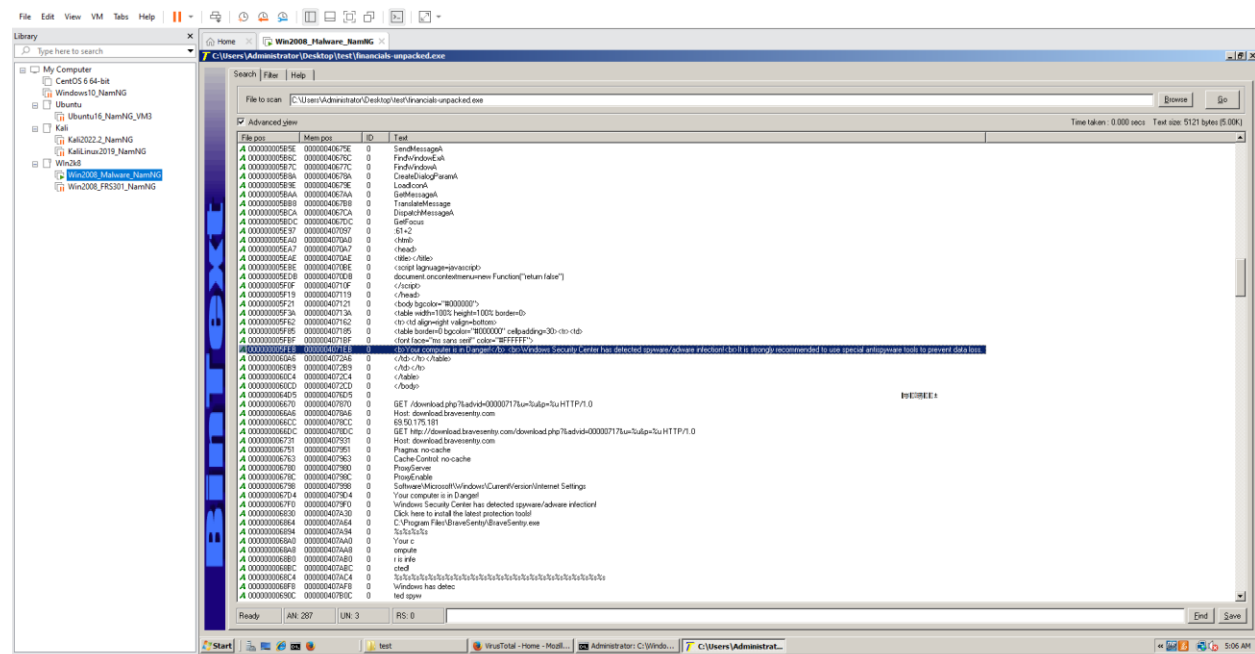 File Edit View VM Tabs Help
Library
Type here to search
My Computer
CentOS 6 64-bit
Windows10_NamNG
Ubuntu
Ubuntu16_NamNG_VM3
Kali
Kali2022.2_NamNG
KaliLinux2019_NamNG
Win2k8
Win2008_Malware_NamNG
Win2008_FRS301_NamNG
Home Win2008_Malware_NamNG
C:\Users\Administrator\Desktop\test\financials-unpacked.exe
Search Filter Help
File to scan C:\Users\Administrator\Desktop\test\financials-unpacked.exe Browse Go
Advanced view Time taken : 0.000 secs Text size: 5121 bytes (5.00K)
File pos Mem pos ID Text
A 000000005B5E 00000040675E 0 SendMessageA
A 000000005B6C 00000040676C 0 FindWindowExA
A 000000005B7C 00000040677C 0 FindWindowA
A 000000005B8A 00000040678A 0 CreateDialogParamA
A 000000005B9E 00000040679E 0 LoadIconA
A 000000005BAA 0000004067AA 0 GetMessageA
A 000000005BB8 0000004067B8 0 TranslateMessage
A 000000005BCA 0000004067CA 0 DispatchMessageA
A 000000005BDC 0000004067DC 0 GetFocus
A 000000005E97 000000407097 0 :61+2
A 000000005EA0 0000004070A0 0 <html>
A 000000005EA7 0000004070A7 0 <head>
A 000000005EAE 0000004070AE 0 <title></title>
A 000000005EBE 0000004070BE 0 <script lagnuage=javascript>
A 000000005EDB 0000004070DB 0 document.oncontextmenu=new Function("return false")
A 000000005F0F 00000040710F 0 </script>
A 000000005F19 000000407119 0 </head>
A 000000005F21 000000407121 0 <body bgcolor="#000000">
A 000000005F3A 00000040713A 0 <table width=100% height=100% border=0>
A 000000005F62 000000407162 0 <tr><td align=right valign=bottom>
A 000000005F85 000000407185 0 <table border=0 bgcolor="#000000" cellpadding=30><tr><td>
A 000000005FBF 0000004071BF 0 <font face="ms sans serif" color="#FFFFFF">
A 000000005FEB 0000004071EB 0 <b>Your computer is in Danger!</b> <br>Windows Security Center has detected spyware/adware infection!<br>It is strongly recommended to use special antispyware tools to prevent data loss.
A 0000000060A6 0000004072A6 0 </td></tr></table>
A 0000000060B9 0000004072B9 0 </td></tr>
A 0000000060C4 0000004072C4 0 </table>
A 0000000060CD 0000004072CD 0 </body>
A 0000000064D5 0000004076D5 0
A 000000006670 000000407870 0 GET /download.php?&advid=00000717&u=%u&p=%u HTTP/1.0
A 0000000066A6 0000004078A6 0 Host: download.bravesentry.com
A 0000000066CC 0000004078CC 0 69.50.175.181
A 0000000066DC 0000004078DC 0 GET http://download.bravesentry.com/download.php?&advid=00000717&u=%u&p=%u HTTP/1.0
A 000000006731 000000407931 0 Host: download.bravesentry.com
A 000000006751 000000407951 0 Pragma: no-cache
A 000000006763 000000407963 0 Cache-Control: no-cache
A 000000006780 000000407980 0 ProxyServer
A 00000000678C 00000040798C 0 ProxyEnable
A 000000006798 000000407998 0 Software\Microsoft\Windows\CurrentVersion\Internet Settings
A 0000000067D4 0000004079D4 0 Your computer is in Danger!
A 0000000067F0 0000004079F0 0 Windows Security Center has detected spyware/adware infection!
A 000000006830 000000407A30 0 Click here to install the latest protection tools!
A 000000006864 000000407A64 0 C:\Program Files\BraveSentry\BraveSentry.exe
A 000000006894 000000407A94 0 %s%s%s%s
A 0000000068A0 000000407AA0 0 Your c
A 0000000068A8 000000407AA8 0 ompute
A 0000000068B0 000000407AB0 0 r is infe
A 0000000068BC 000000407ABC 0 cted!
A 0000000068C4 000000407AC4 0
A 0000000068F8 000000407AF8 0 Windows has detec
A 00000000690C 000000407B0C 0 ted spyw
Ready AN: 287 UN: 3 RS: 0 Find Save
BinText
Start test VirusTotal - Home - Mozill... Administrator: C:\Windo... C:\Users\Administrat... 5:06 AM